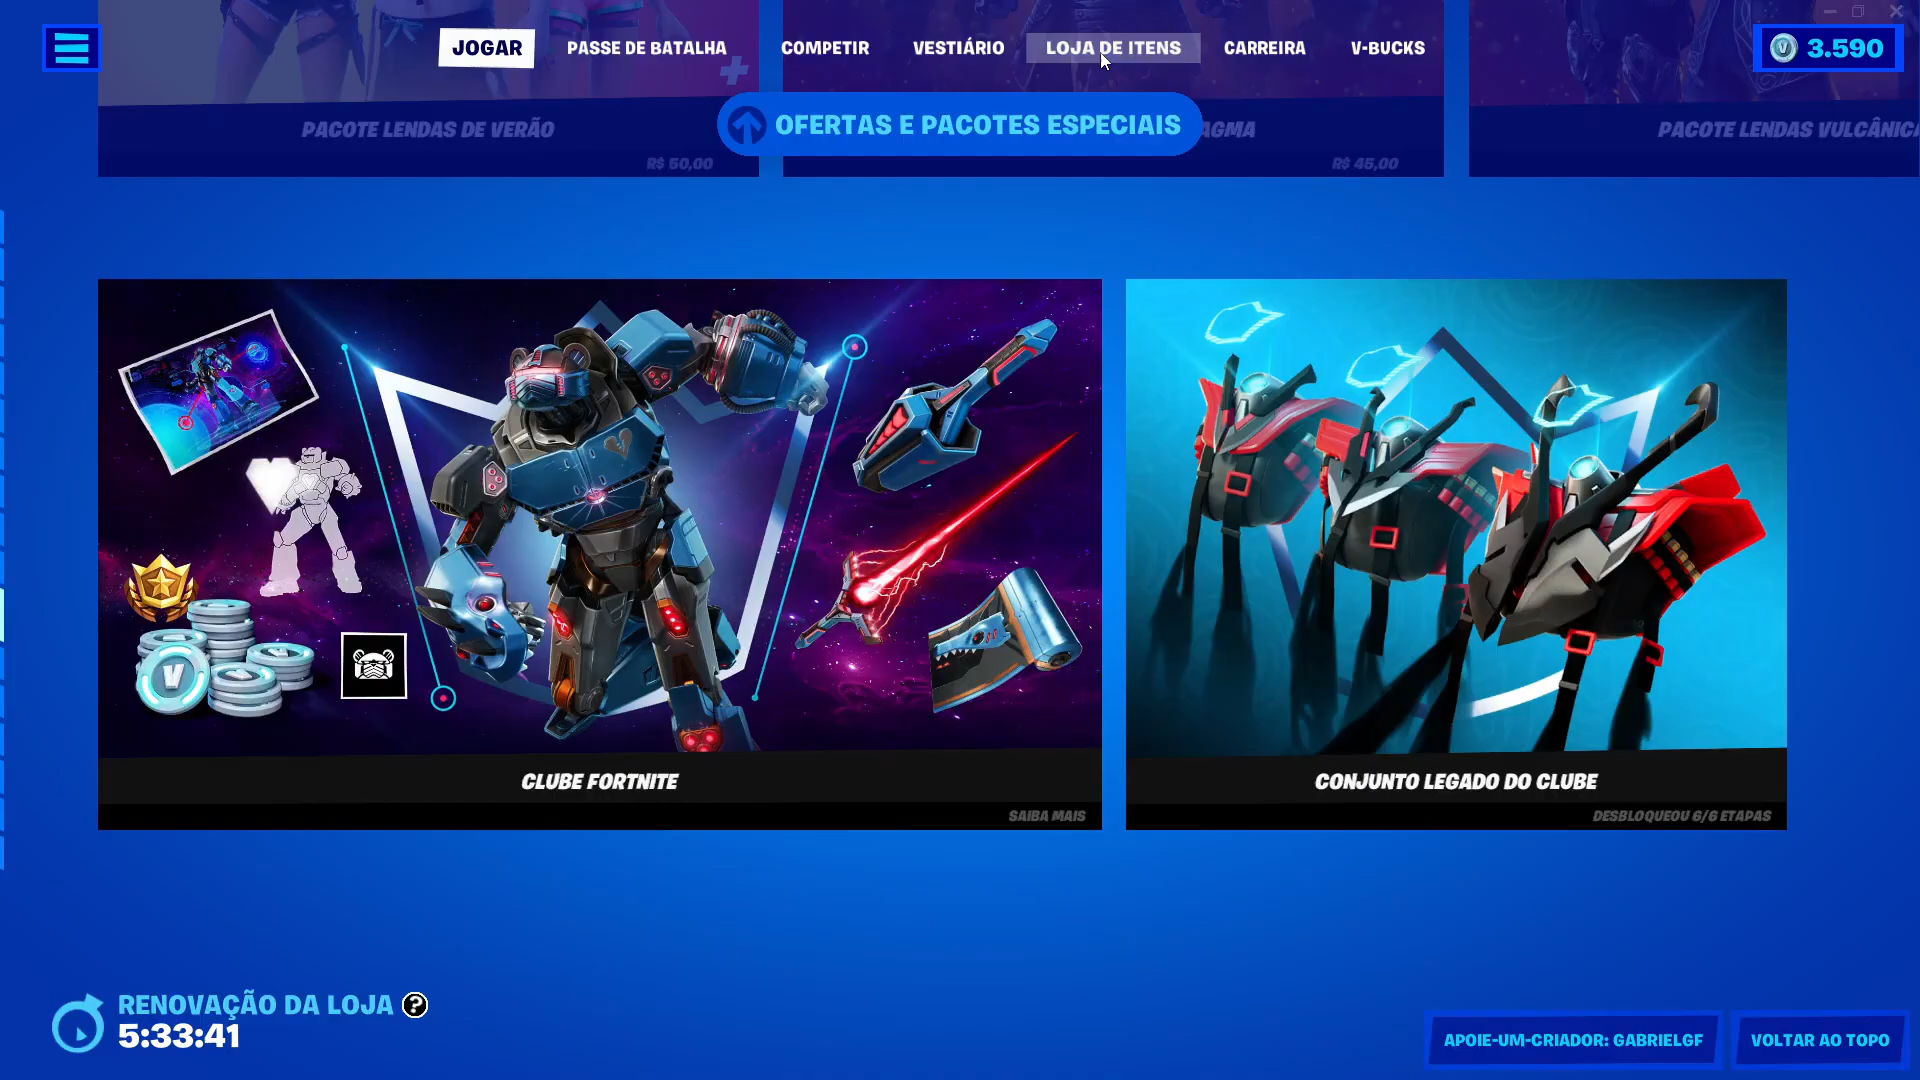 JOGAR
PASSE DE BATALHA
COMPETIR
VESTIÁRIO
LOJA DE ITENS
CARREIRA
V-BUCKS
3.590
OFERTAS E PACOTES ESPECIAIS
PACOTE LENDAS DE VERÃO
R$ 50,00
AGMA
R$ 45,00
PACOTE LENDAS VULCÂNICA
V
CLUBE FORTNITE
SAIBA MAIS
CONJUNTO LEGADO DO CLUBE
DESBLOQUEOU 6/6 ETAPAS
RENOVAÇÃO DA LOJA ?
5:33:41
APOIE-UM-CRIADOR: GABRIELGF
VOLTAR AO TOPO